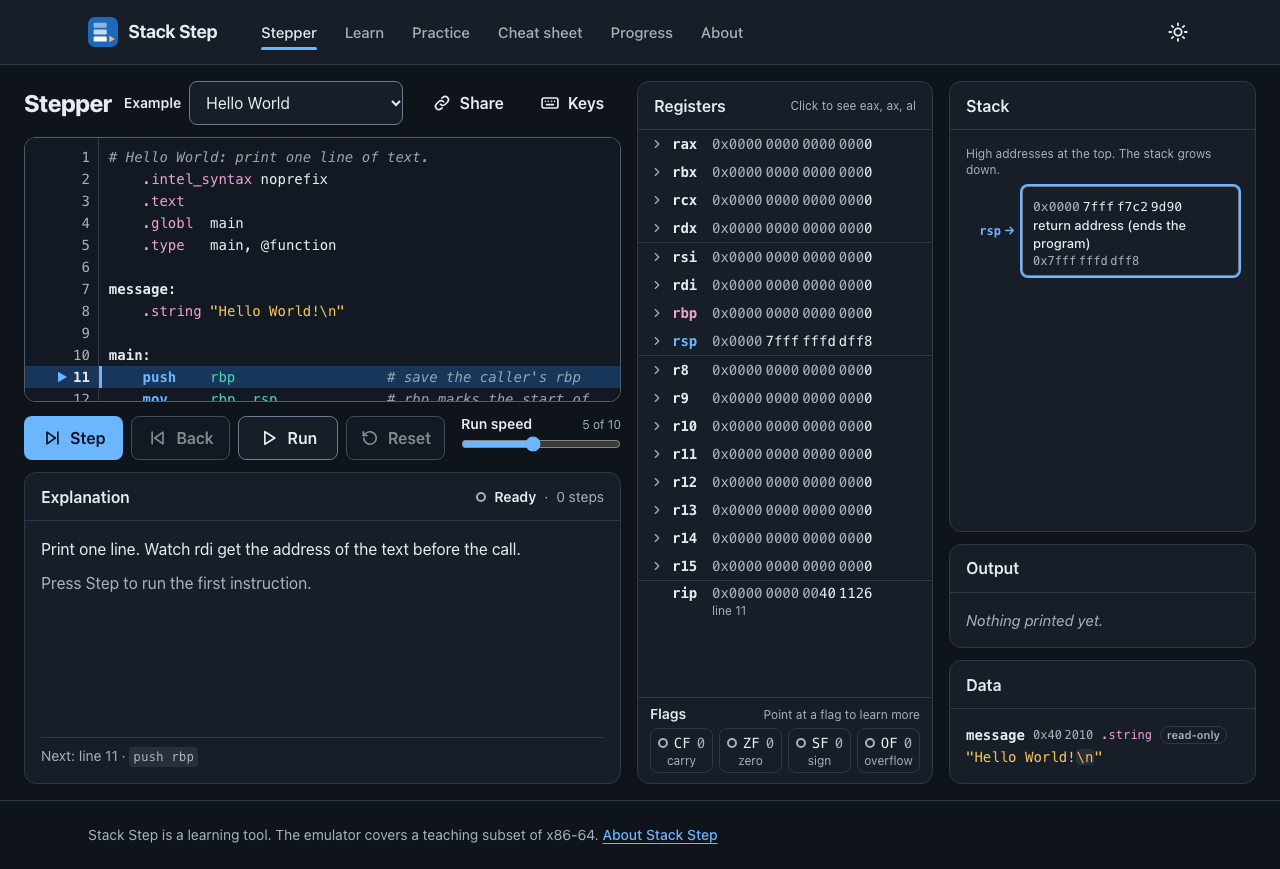 Stack Step
Stepper
Learn
Practice
Cheat sheet
Progress
About
Stepper
Example
Hello World
Share
Keys
1 # Hello World: print one line of text.
2 .intel_syntax noprefix
3 .text
4 .globl main
5 .type main, @function
6
7 message:
8 .string "Hello World!\n"
9
10 main:
11 push rbp # save the caller's rbp
12 mov rbp, rsp # rbp marks the start of
Step
Back
Run
Reset
Run speed 5 of 10
Explanation
Ready · 0 steps
Print one line. Watch rdi get the address of the text before the call.
Press Step to run the first instruction.
Next: line 11 · push rbp
Registers
Click to see eax, ax, al
rax 0x0000 0000 0000 0000
rbx 0x0000 0000 0000 0000
rcx 0x0000 0000 0000 0000
rdx 0x0000 0000 0000 0000
rsi 0x0000 0000 0000 0000
rdi 0x0000 0000 0000 0000
rbp 0x0000 0000 0000 0000
rsp 0x0000 7fff fffd dff8
r8 0x0000 0000 0000 0000
r9 0x0000 0000 0000 0000
r10 0x0000 0000 0000 0000
r11 0x0000 0000 0000 0000
r12 0x0000 0000 0000 0000
r13 0x0000 0000 0000 0000
r14 0x0000 0000 0000 0000
r15 0x0000 0000 0000 0000
rip 0x0000 0000 0040 1126
line 11
Flags
Point at a flag to learn more
CF 0
carry
ZF 0
zero
SF 0
sign
OF 0
overflow
Stack
High addresses at the top. The stack grows
down.
rsp →
0x0000 7fff f7c2 9d90
return address (ends the
program)
0x7fff fffd dff8
Output
Nothing printed yet.
Data
message 0x40 2010 .string read-only
"Hello World!\n"
Stack Step is a learning tool. The emulator covers a teaching subset of x86-64. About Stack Step